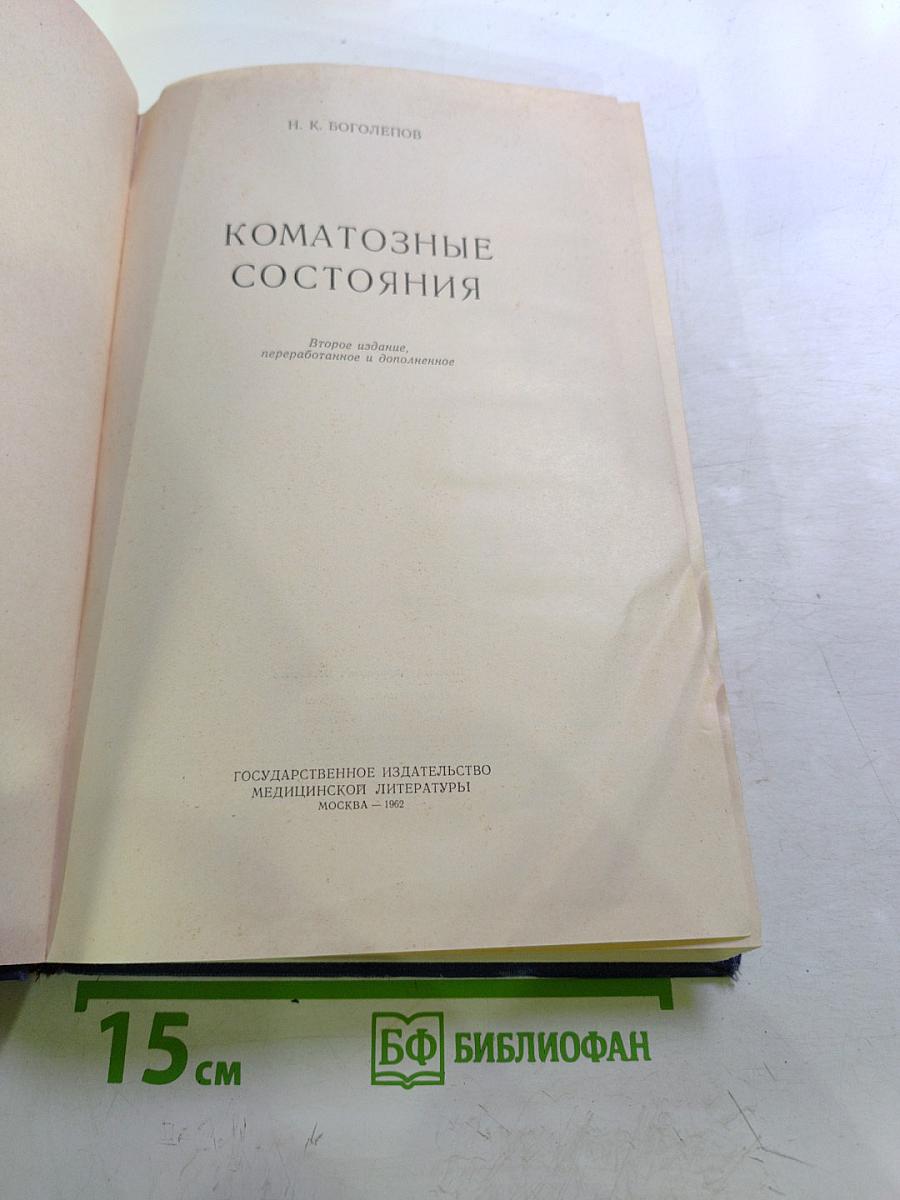 Н. К. БОГОЛЕПОВ
КОМАТОЗНЫЕ
СОСТОЯНИЯ
Второе издание,
переработанное и дополненное
ГОСУДАРСТВЕННОЕ ИЗДАТЕЛЬСТВО
МЕДИЦИНСКОЙ ЛИТЕРАТУРЫ
МОСКВА — 1962
15 см
БФ БИБЛИОФАН